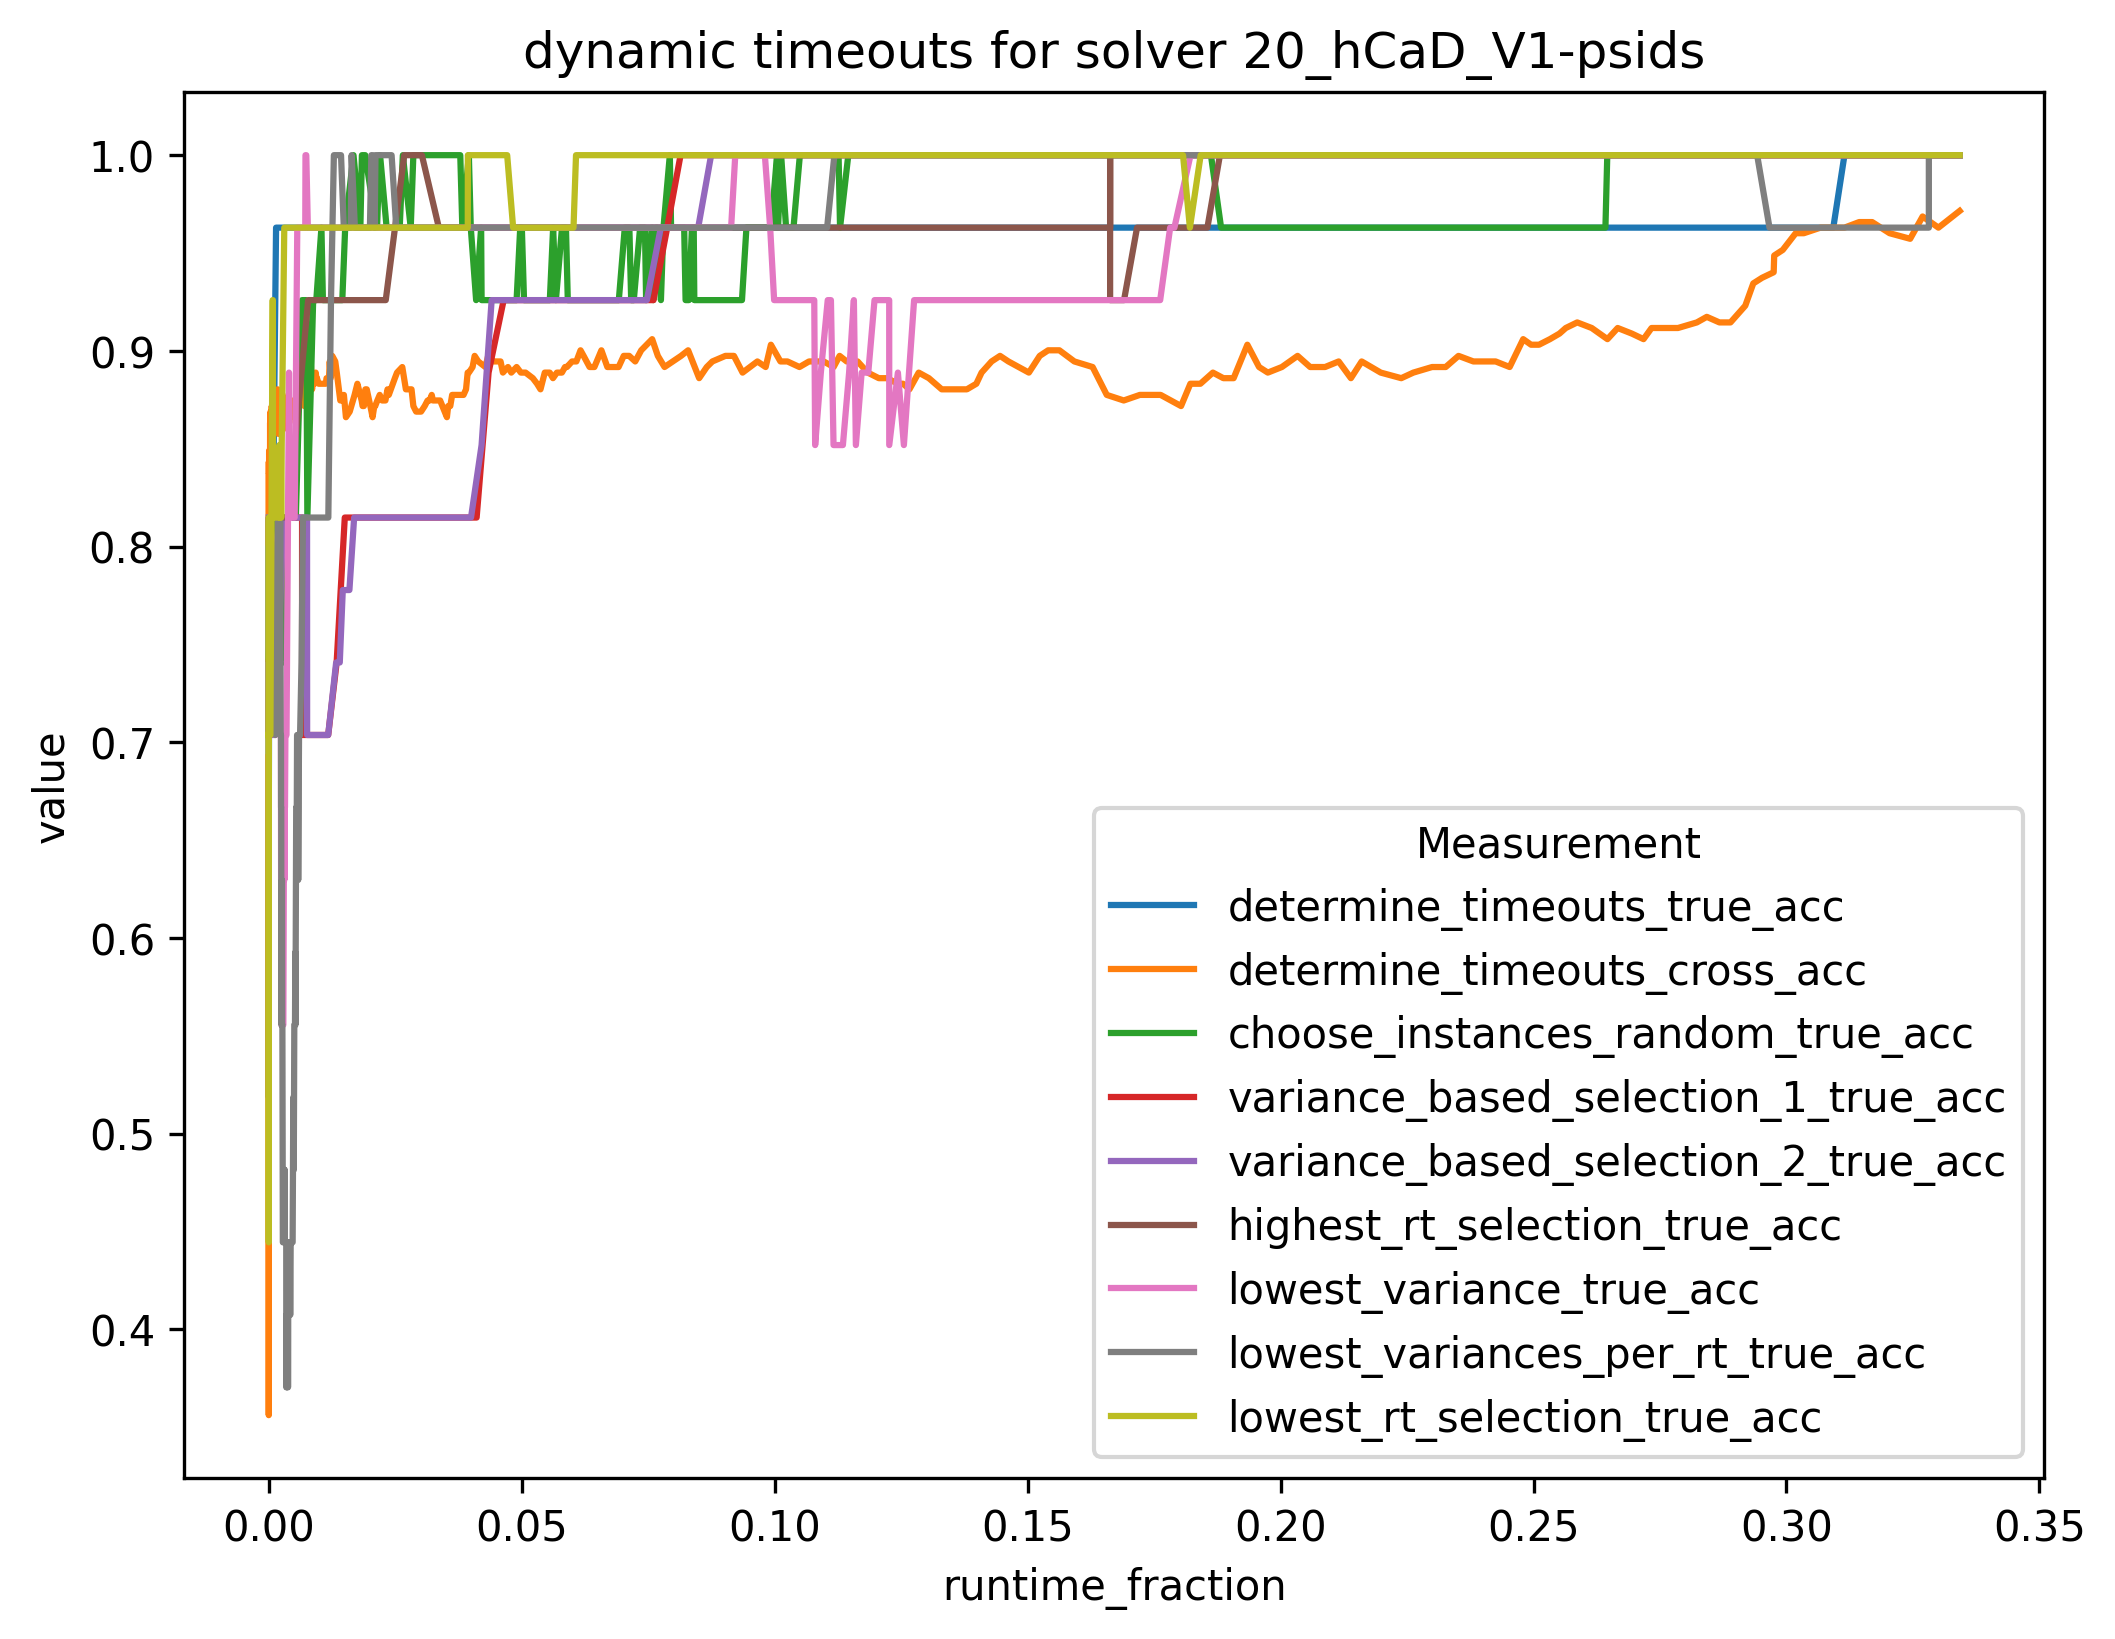 dynamic timeouts for solver 20_hCaD_V1-psids
1.0
0.9
0.8
0.7
0.6
0.5
0.4
value
Measurement
determine_timeouts_true_acc
determine_timeouts_cross_acc
choose_instances_random_true_acc
variance_based_selection_1_true_acc
variance_based_selection_2_true_acc
highest_rt_selection_true_acc
lowest_variance_true_acc
lowest_variances_per_rt_true_acc
lowest_rt_selection_true_acc
0.00 0.05 0.10 0.15 0.20 0.25 0.30 0.35
runtime_fraction